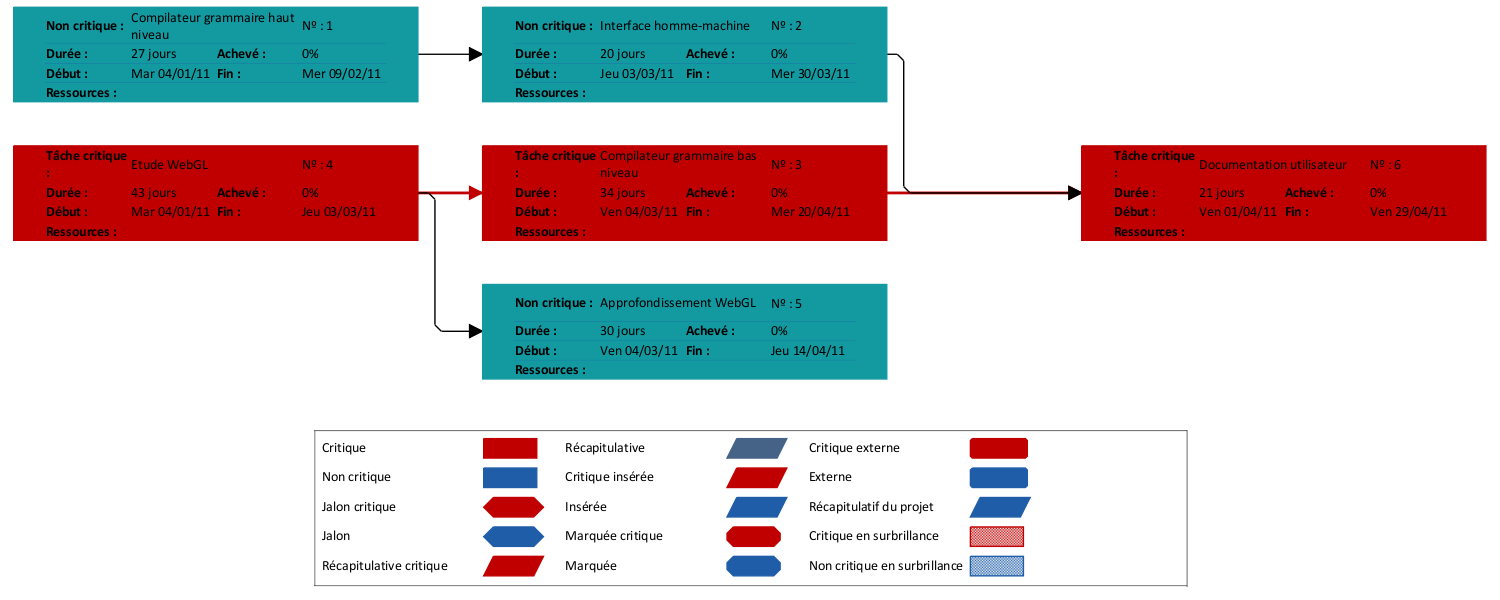 Non critique : Compilateur grammaire haut niveau Nº : 1
Durée : 27 jours Achevé : 0%
Début : Mar 04/01/11 Fin : Mer 09/02/11
Ressources :
Non critique : Interface homme-machine Nº : 2
Durée : 20 jours Achevé : 0%
Début : Jeu 03/03/11 Fin : Mer 30/03/11
Ressources :
Tâche critique : Etude WebGL Nº : 4
Durée : 43 jours Achevé : 0%
Début : Mar 04/01/11 Fin : Jeu 03/03/11
Ressources :
Tâche critique : Compilateur grammaire bas niveau Nº : 3
Durée : 34 jours Achevé : 0%
Début : Ven 04/03/11 Fin : Mer 20/04/11
Ressources :
Tâche critique : Documentation utilisateur Nº : 6
Durée : 21 jours Achevé : 0%
Début : Ven 01/04/11 Fin : Ven 29/04/11
Ressources :
Non critique : Approfondissement WebGL Nº : 5
Durée : 30 jours Achevé : 0%
Début : Ven 04/03/11 Fin : Jeu 14/04/11
Ressources :
Critique Récapitulative Critique externe
Non critique Critique insérée Externe
Jalon critique Insérée Récapitulatif du projet
Jalon Marquée critique Critique en surbrillance
Récapitulative critique Marquée Non critique en surbrillance